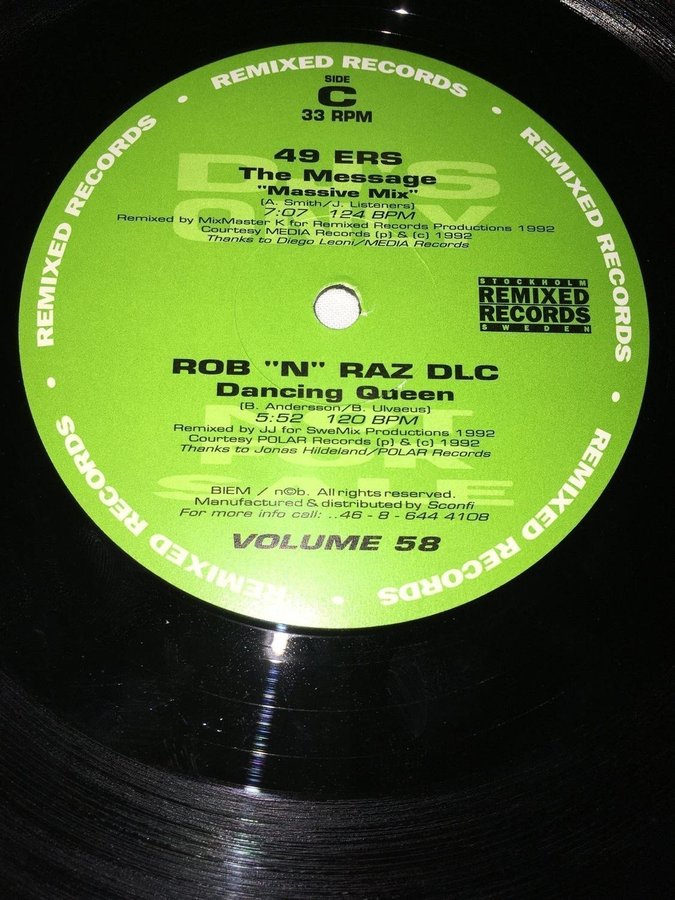 REMIXED RECORDS
REMIXED RECORDS
REMIXED RECORDS
REMIXED RECORDS
REMIXED RECORDS
REMIXED RECORDS
SIDE
C
33 RPM
DJ'S
ONLY
49 ERS
The Message
"Massive Mix"
(A. Smith/J. Listeners)
7:07 124 BPM
Remixed by MixMaster K for Remixed Records Productions 1992
Courtesy MEDIA Records (p) & (c) 1992
Thanks to Diego Leoni/MEDIA Records
STOCKHOLM
REMIXED
RECORDS
SWEDEN
ROB "N" RAZ DLC
Dancing Queen
(B. Andersson/B. Ulvaeus)
5:52 120 BPM
Remixed by JJ for SweMix Productions 1992
Courtesy POLAR Records (p) & (c) 1992
Thanks to Jonas Hildeland/POLAR Records
NOT
FOR
SALE
BIEM / n©b. All rights reserved.
Manufactured & distributed by Sconfi
For more info call: ..46 - 8 - 644 4108
VOLUME 58